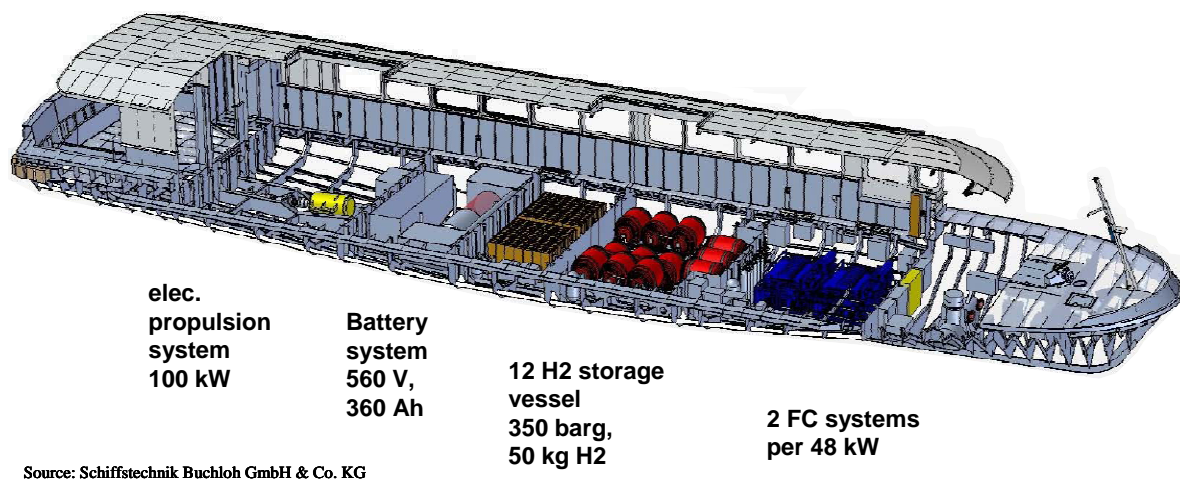 elec.
propulsion
system
100 kW
Battery
system
560 V,
360 Ah
12 H2 storage
vessel
350 barg,
50 kg H2
2 FC systems
per 48 kW
Source: Schiffstechnik Buchloh GmbH & Co. KG